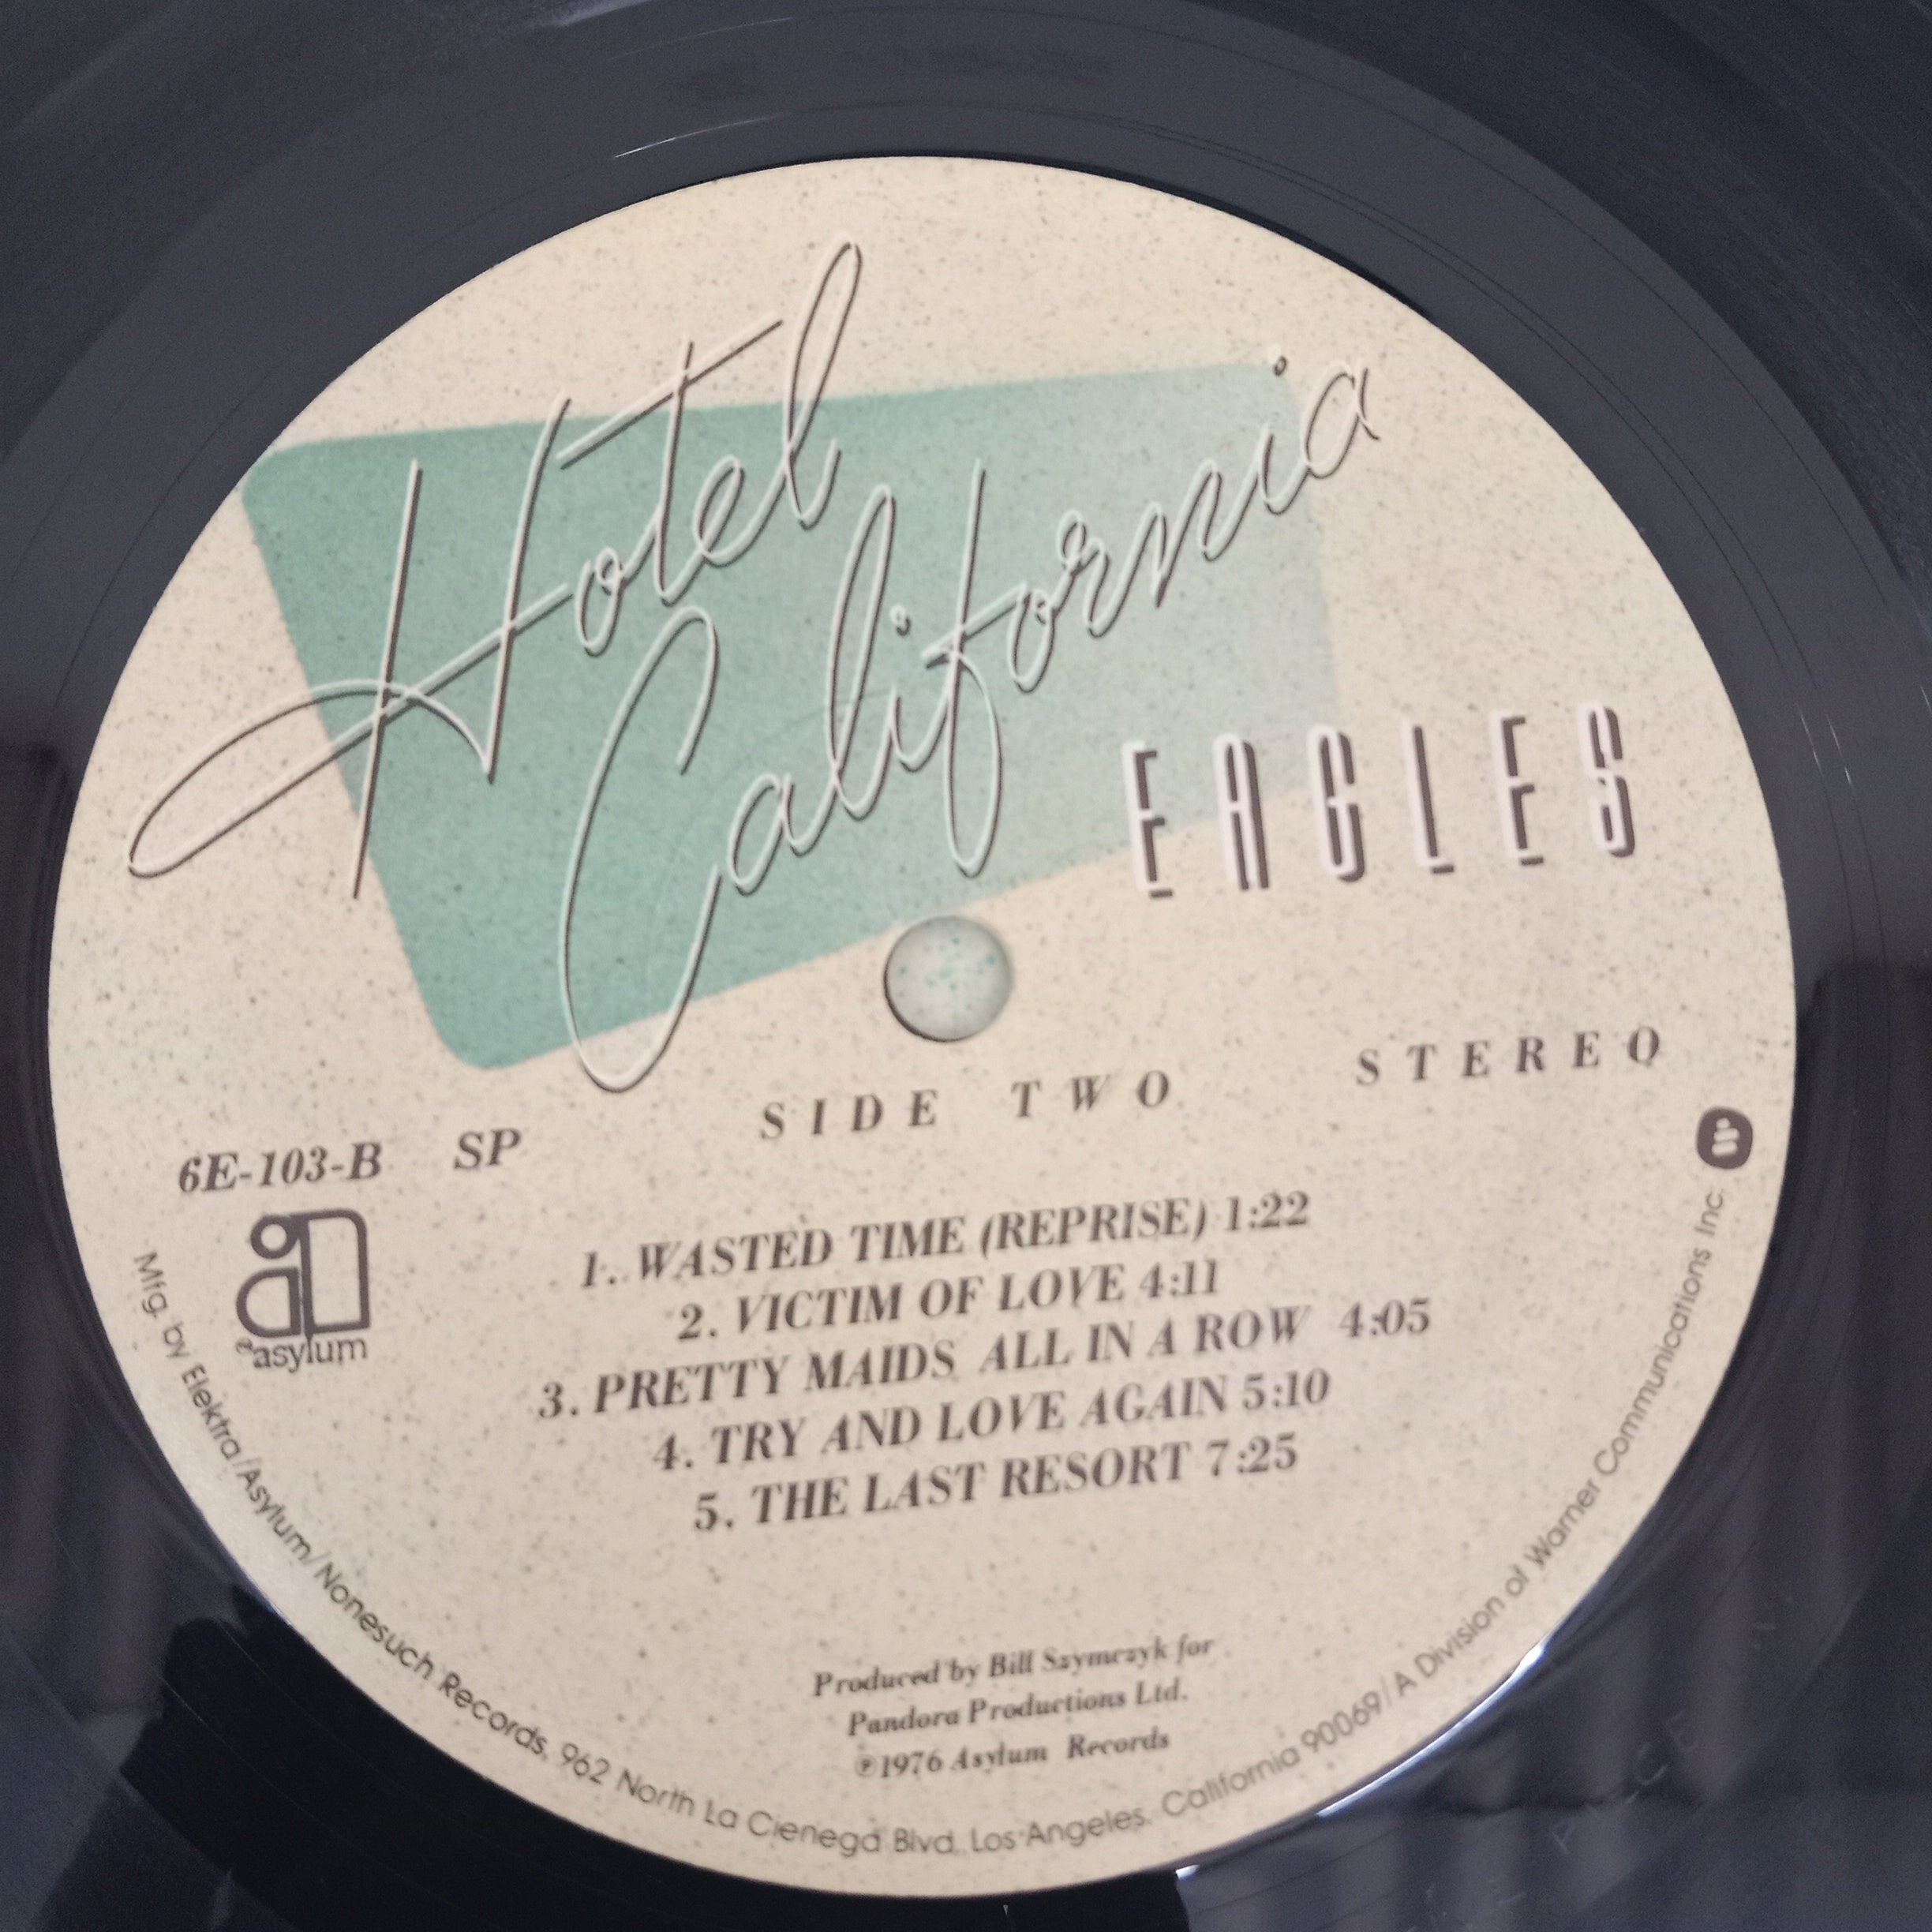 Hotel
California
EAGLES
SIDE TWO
STEREO
6E-103-B SP
asylum
1. WASTED TIME (REPRISE) 1:22
2. VICTIM OF LOVE 4:11
3. PRETTY MAIDS ALL IN A ROW 4:05
4. TRY AND LOVE AGAIN 5:10
5. THE LAST RESORT 7:25
Produced by Bill Szymczyk for
Pandora Productions Ltd.
℗1976 Asylum Records
Mfg. by Elektra/Asylum/Nonesuch Records, 962 North La Cienega Blvd. Los Angeles, California 90069/A Division of Warner Communications Inc.